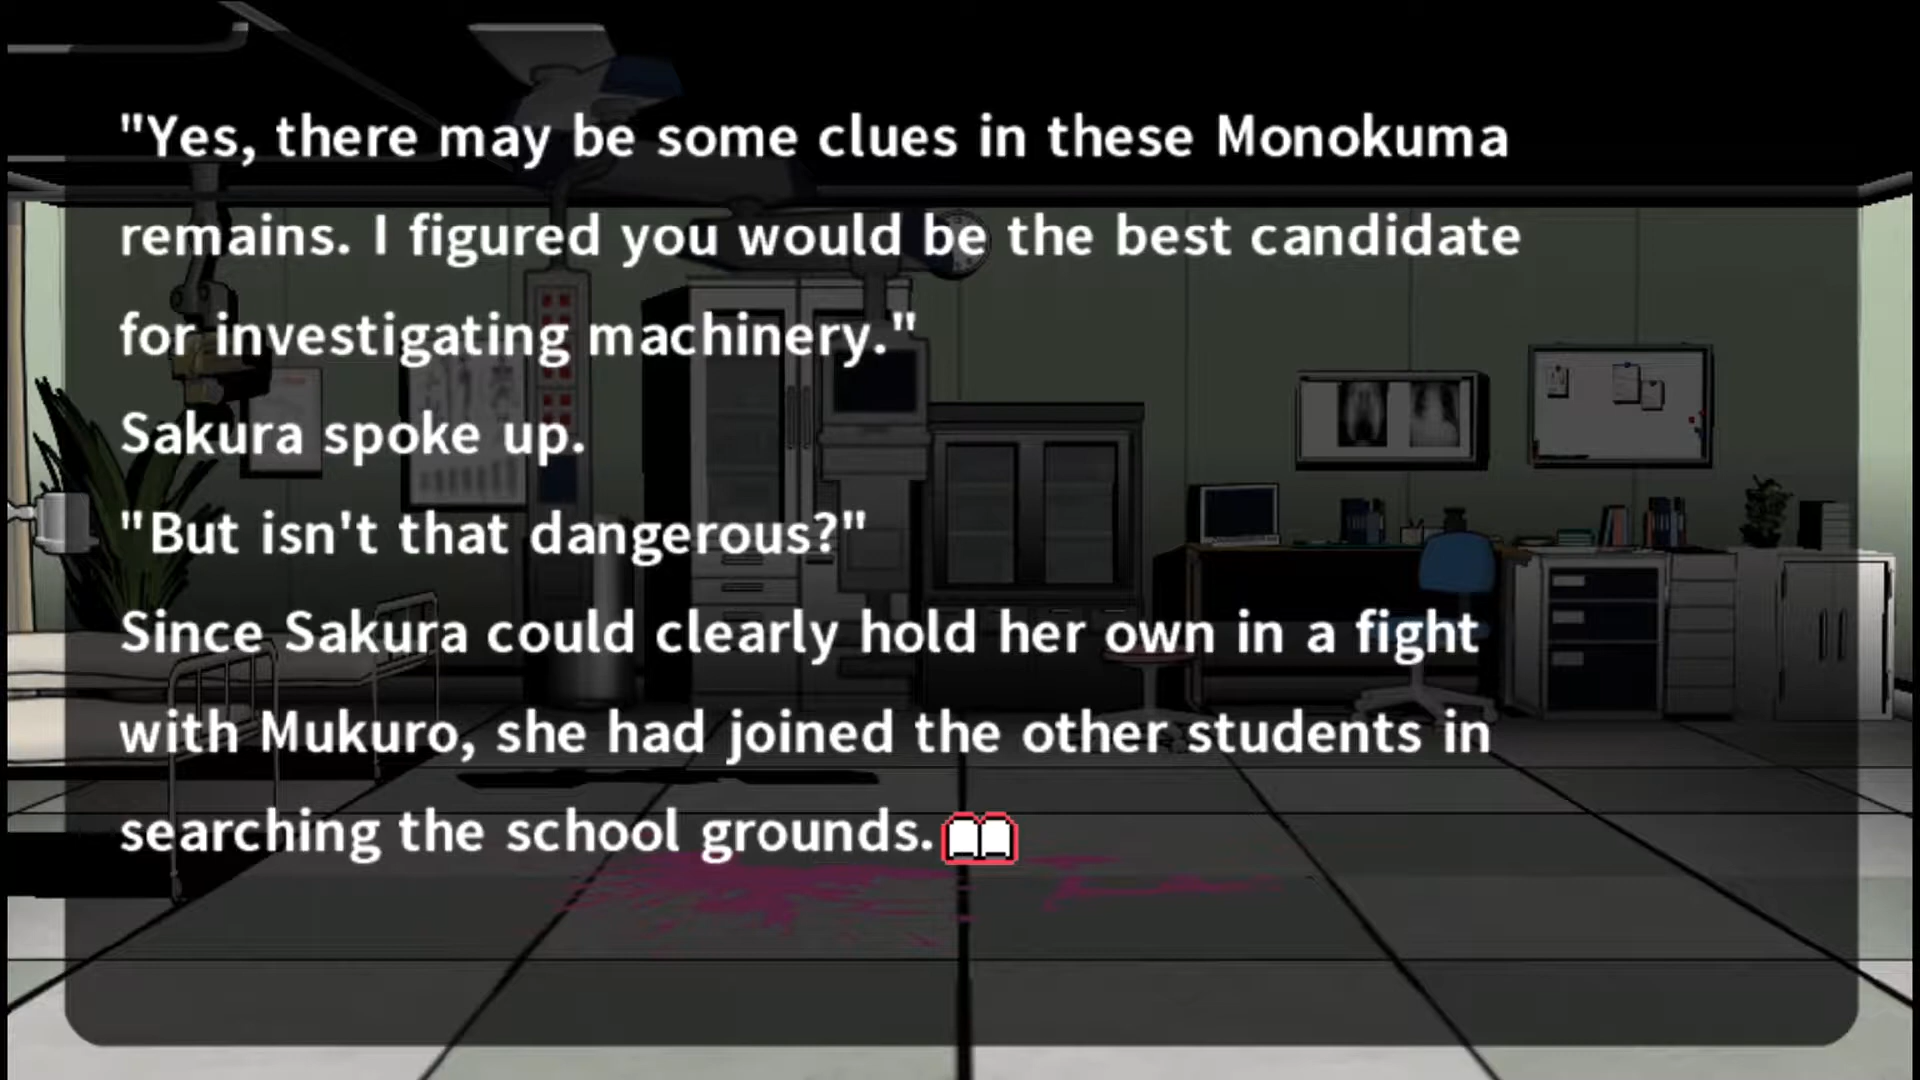 "Yes, there may be some clues in these Monokuma
remains. I figured you would be the best candidate
for investigating machinery."
Sakura spoke up.
"But isn't that dangerous?"
Since Sakura could clearly hold her own in a fight
with Mukuro, she had joined the other students in
searching the school grounds.